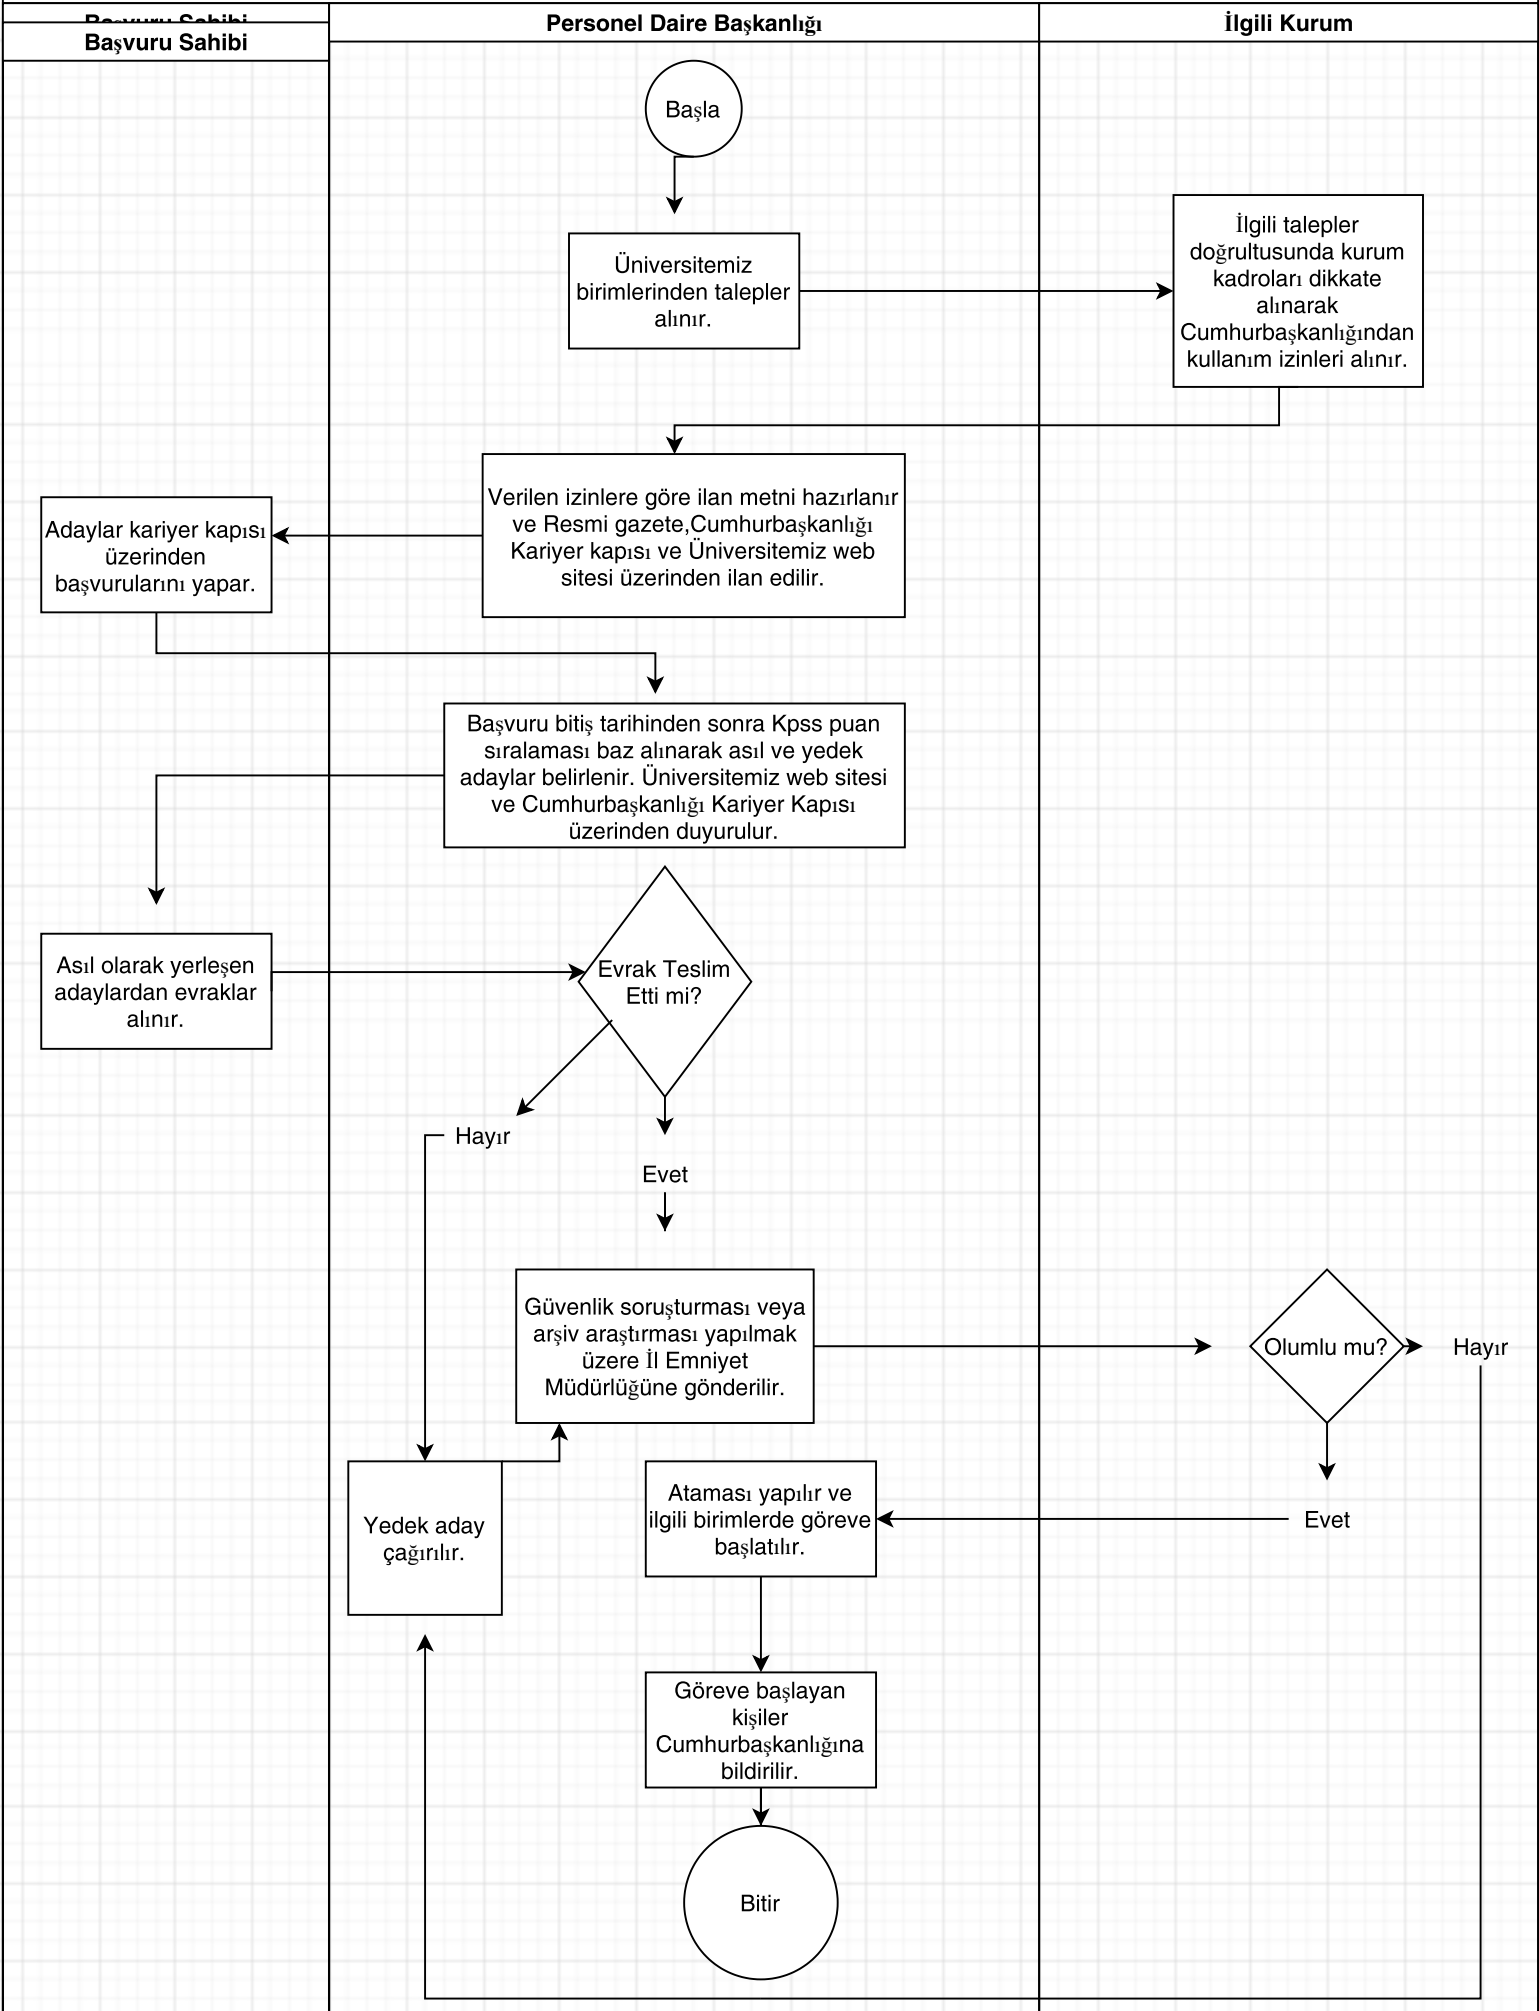 Başvuru Sahibi
Başvuru Sahibi
Personel Daire Başkanlığı
İlgili Kurum
Başla
Üniversitemiz
birimlerinden talepler
alınır.
İlgili talepler
doğrultusunda kurum
kadroları dikkate
alınarak
Cumhurbaşkanlığından
kullanım izinleri alınır.
Verilen izinlere göre ilan metni hazırlanır
ve Resmi gazete,Cumhurbaşkanlığı
Kariyer kapısı ve Üniversitemiz web
sitesi üzerinden ilan edilir.
Adaylar kariyer kapısı
üzerinden
başvurularını yapar.
Başvuru bitiş tarihinden sonra Kpss puan
sıralaması baz alınarak asıl ve yedek
adaylar belirlenir. Üniversitemiz web sitesi
ve Cumhurbaşkanlığı Kariyer Kapısı
üzerinden duyurulur.
Asıl olarak yerleşen
adaylardan evraklar
alınır.
Evrak Teslim
Etti mi?
Hayır
Evet
Güvenlik soruşturması veya
arşiv araştırması yapılmak
üzere İl Emniyet
Müdürlüğüne gönderilir.
Olumlu mu?
Hayır
Evet
Ataması yapılır ve
ilgili birimlerde göreve
başlatılır.
Yedek aday
çağırılır.
Göreve başlayan
kişiler
Cumhurbaşkanlığına
bildirilir.
Bitir